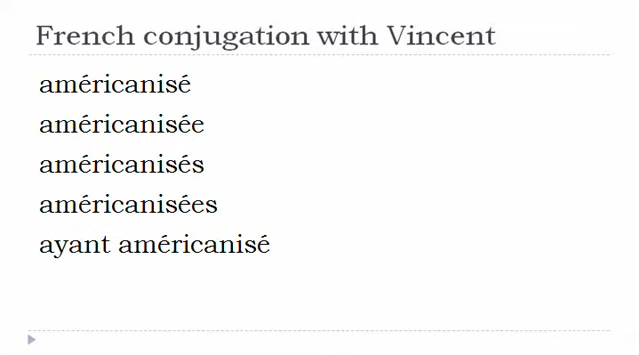 French conjugation with Vincent
américanisé
américanisée
américanisés
américanisées
ayant américanisé